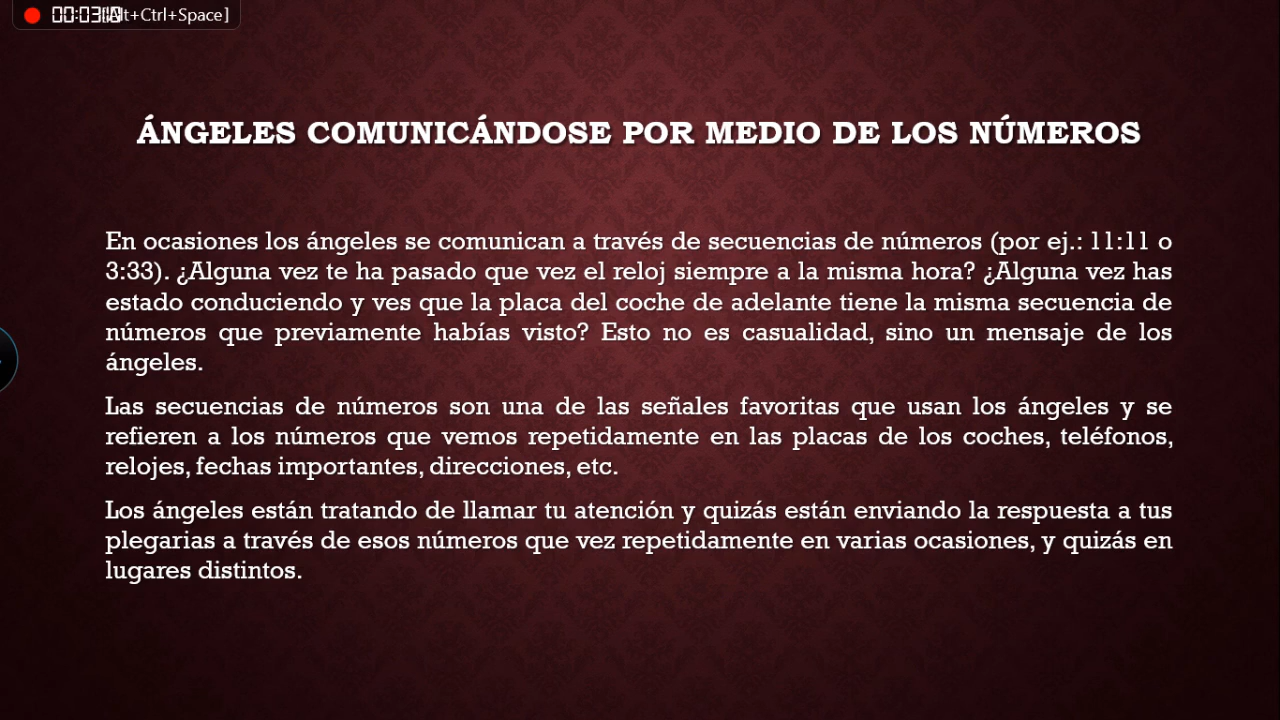 [Alt+Ctrl+Space]
ÁNGELES COMUNICÁNDOSE POR MEDIO DE LOS NÚMEROS
En ocasiones los ángeles se comunican a través de secuencias de números (por ej.: 11:11 o
3:33). ¿Alguna vez te ha pasado que vez el reloj siempre a la misma hora? ¿Alguna vez has
estado conduciendo y ves que la placa del coche de adelante tiene la misma secuencia de
números que previamente habías visto? Esto no es casualidad, sino un mensaje de los
ángeles.
Las secuencias de números son una de las señales favoritas que usan los ángeles y se
refieren a los números que vemos repetidamente en las placas de los coches, teléfonos,
relojes, fechas importantes, direcciones, etc.
Los ángeles están tratando de llamar tu atención y quizás están enviando la respuesta a tus
plegarias a través de esos números que vez repetidamente en varias ocasiones, y quizás en
lugares distintos.